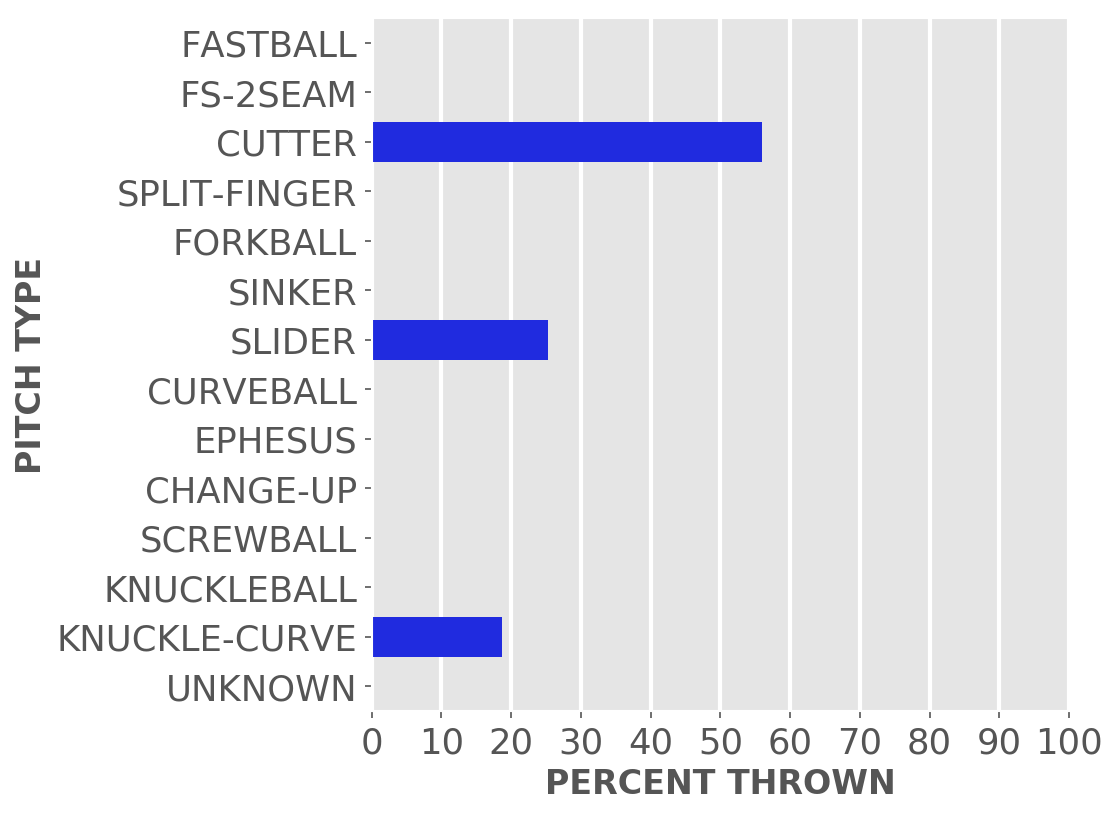 FASTBALL
FS-2SEAM
CUTTER
SPLIT-FINGER
FORKBALL
SINKER
SLIDER
CURVEBALL
EPHESUS
CHANGE-UP
SCREWBALL
KNUCKLEBALL
KNUCKLE-CURVE
UNKNOWN
PITCH TYPE
0 10 20 30 40 50 60 70 80 90 100
PERCENT THROWN